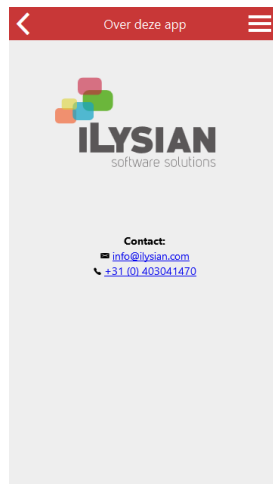 Over deze app
iLYSIAN
software solutions
Contact:
info@ilysian.com
+31 (0) 403041470